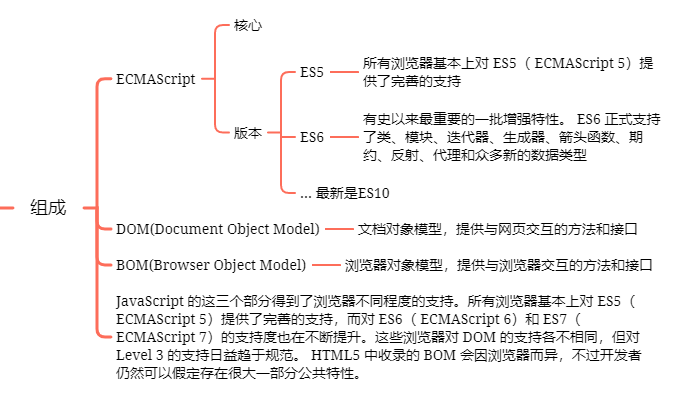 核心
所有浏览器基本上对 ES5（ ECMAScript 5）提
供了完善的支持
ES5
ECMAScript
有史以来最重要的一批增强特性。 ES6 正式支持
了类、模块、迭代器、生成器、箭头函数、期
约、反射、代理和众多新的数据类型
版本
ES6
... 最新是ES10
组成
DOM(Document Object Model)
文档对象模型，提供与网页交互的方法和接口
BOM(Browser Object Model)
浏览器对象模型，提供与浏览器交互的方法和接口
JavaScript 的这三个部分得到了浏览器不同程度的支持。所有浏览器基本上对 ES5（
ECMAScript 5）提供了完善的支持，而对 ES6（ ECMAScript 6）和 ES7（
ECMAScript 7）的支持度也在不断提升。这些浏览器对 DOM 的支持各不相同，但对
Level 3 的支持日益趋于规范。 HTML5 中收录的 BOM 会因浏览器而异，不过开发者
仍然可以假定存在很大一部分公共特性。